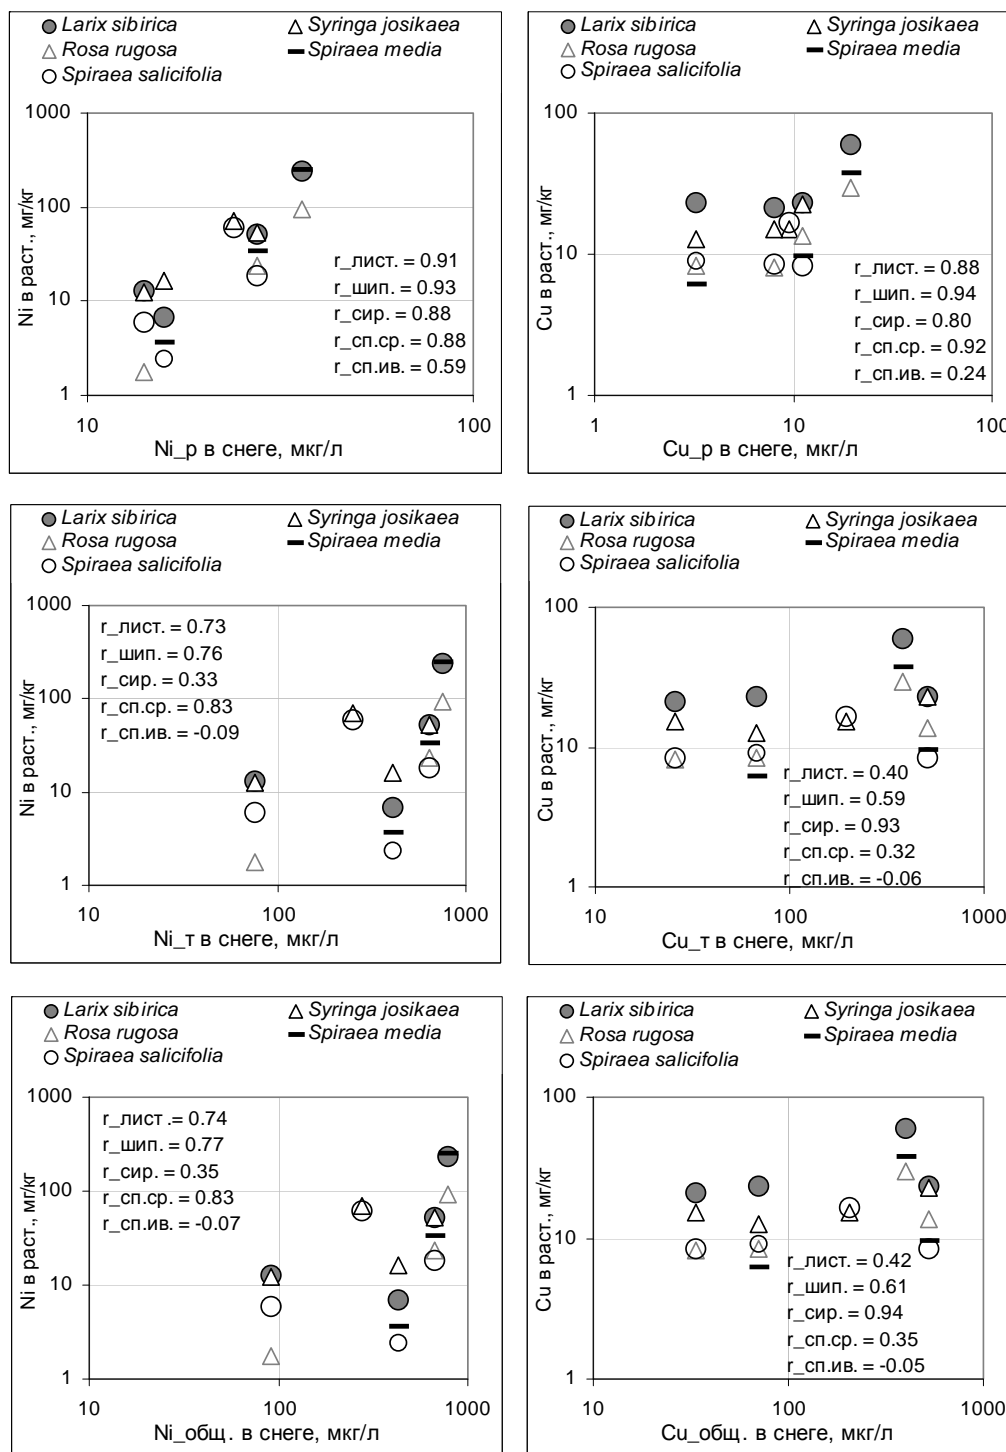 Larix sibirica Syringa josikaea
Rosa rugosa Spiraea media
Spiraea salicifolia
1000
100
10
1
10 100
Ni в раст., мг/кг
r_лист. = 0.91
r_шип. = 0.93
r_сир. = 0.88
r_сп.ср. = 0.88
r_сп.ив. = 0.59
Ni_р в снеге, мкг/л
Larix sibirica Syringa josikaea
Rosa rugosa Spiraea media
Spiraea salicifolia
100
10
1
1 10 100
Cu в раст., мг/кг
r_лист. = 0.88
r_шип. = 0.94
r_сир. = 0.80
r_сп.ср. = 0.92
r_сп.ив. = 0.24
Cu_р в снеге, мкг/л
Larix sibirica Syringa josikaea
Rosa rugosa Spiraea media
Spiraea salicifolia
1000
100
10
1
10 100 1000
Ni в раст., мг/кг
r_лист. = 0.73
r_шип. = 0.76
r_сир. = 0.33
r_сп.ср. = 0.83
r_сп.ив. = -0.09
Ni_т в снеге, мкг/л
Larix sibirica Syringa josikaea
Rosa rugosa Spiraea media
Spiraea salicifolia
100
10
1
10 100 1000
Cu в раст., мг/кг
r_лист. = 0.40
r_шип. = 0.59
r_сир. = 0.93
r_сп.ср. = 0.32
r_сп.ив. = -0.06
Cu_т в снеге, мкг/л
Larix sibirica Syringa josikaea
Rosa rugosa Spiraea media
Spiraea salicifolia
1000
100
10
1
10 100 1000
Ni в раст., мг/кг
r_лист .= 0.74
r_шип. = 0.77
r_сир. = 0.35
r_сп.ср. = 0.83
r_сп.ив. = -0.07
Ni_общ. в снеге, мкг/л
Larix sibirica Syringa josikaea
Rosa rugosa Spiraea media
Spiraea salicifolia
100
10
1
10 100 1000
Cu в раст., мг/кг
r_лист. = 0.42
r_шип. = 0.61
r_сир. = 0.94
r_сп.ср. = 0.35
r_сп.ив. = -0.05
Cu_общ. в снеге, мкг/л